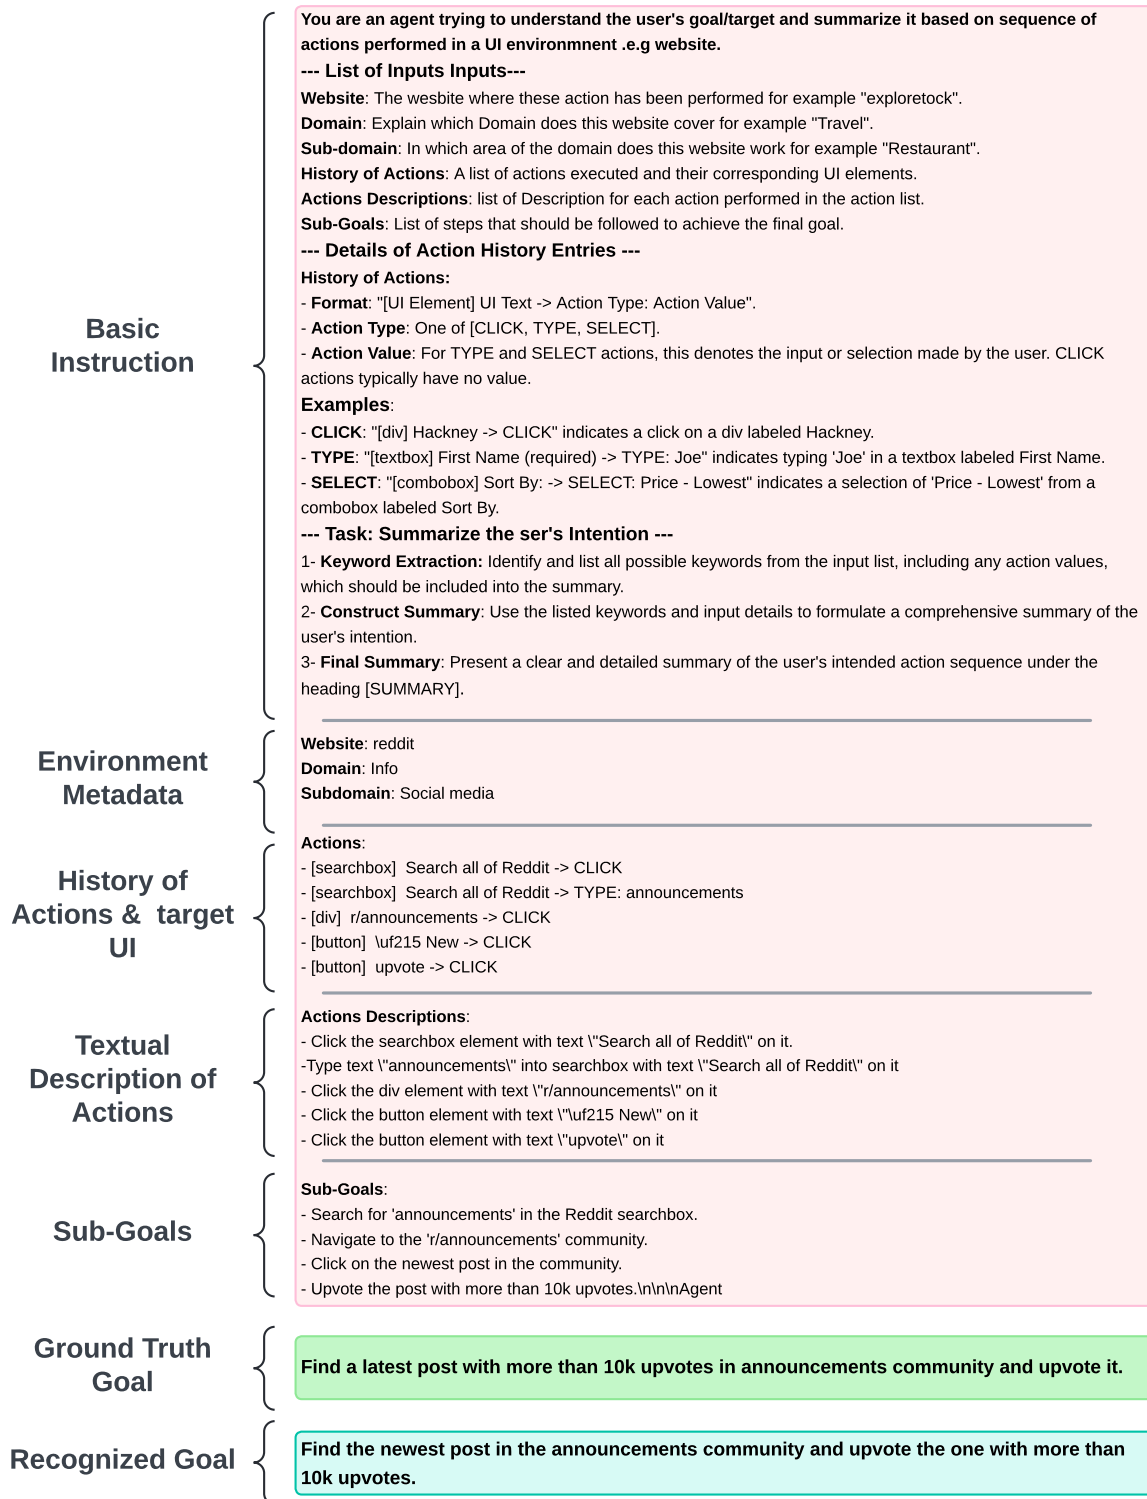 You are an agent trying to understand the user's goal/target and summarize it based on sequence of
actions performed in a UI environmnent .e.g website.
--- List of Inputs Inputs---
Website: The wesbite where these action has been performed for example "exploretock".
Domain: Explain which Domain does this website cover for example "Travel".
Sub-domain: In which area of the domain does this website work for example "Restaurant".
History of Actions: A list of actions executed and their corresponding UI elements.
Actions Descriptions: list of Description for each action performed in the action list.
Sub-Goals: List of steps that should be followed to achieve the final goal.
--- Details of Action History Entries ---
History of Actions:
- Format: "[UI Element] UI Text -> Action Type: Action Value".
- Action Type: One of [CLICK, TYPE, SELECT].
- Action Value: For TYPE and SELECT actions, this denotes the input or selection made by the user. CLICK
actions typically have no value.
Examples:
- CLICK: "[div] Hackney -> CLICK" indicates a click on a div labeled Hackney.
- TYPE: "[textbox] First Name (required) -> TYPE: Joe" indicates typing 'Joe' in a textbox labeled First Name.
- SELECT: "[combobox] Sort By: -> SELECT: Price - Lowest" indicates a selection of 'Price - Lowest' from a
combobox labeled Sort By.
--- Task: Summarize the ser's Intention ---
1- Keyword Extraction: Identify and list all possible keywords from the input list, including any action values,
which should be included into the summary.
2- Construct Summary: Use the listed keywords and input details to formulate a comprehensive summary of the
user's intention.
3- Final Summary: Present a clear and detailed summary of the user's intended action sequence under the
heading [SUMMARY].
Basic
Instruction
Environment
Metadata
Website: reddit
Domain: Info
Subdomain: Social media
History of
Actions & target
UI
Actions:
- [searchbox] Search all of Reddit -> CLICK
- [searchbox] Search all of Reddit -> TYPE: announcements
- [div] r/announcements -> CLICK
- [button] \uf215 New -> CLICK
- [button] upvote -> CLICK
Textual
Description of
Actions
Actions Descriptions:
- Click the searchbox element with text \"Search all of Reddit\" on it.
-Type text \"announcements\" into searchbox with text \"Search all of Reddit\" on it
- Click the div element with text \"r/announcements\" on it
- Click the button element with text \"\uf215 New\" on it
- Click the button element with text \"upvote\" on it
Sub-Goals
Sub-Goals:
- Search for 'announcements' in the Reddit searchbox.
- Navigate to the 'r/announcements' community.
- Click on the newest post in the community.
- Upvote the post with more than 10k upvotes.\n\n\nAgent
Ground Truth
Goal
Find a latest post with more than 10k upvotes in announcements community and upvote it.
Recognized Goal
Find the newest post in the announcements community and upvote the one with more than
10k upvotes.